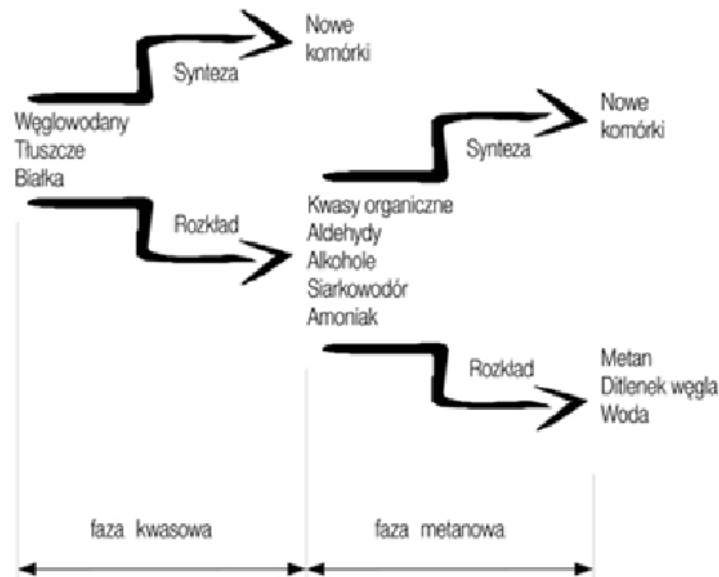 Nowe
komórki
Synteza
Węglowodany
Tłuszcze
Białka
Rozkład
Nowe
komórki
Synteza
Kwasy organiczne
Aldehydy
Alkohole
Siarkowodór
Amoniak
Rozkład
Metan
Ditlenek węgla
Woda
faza kwasowa
faza metanowa